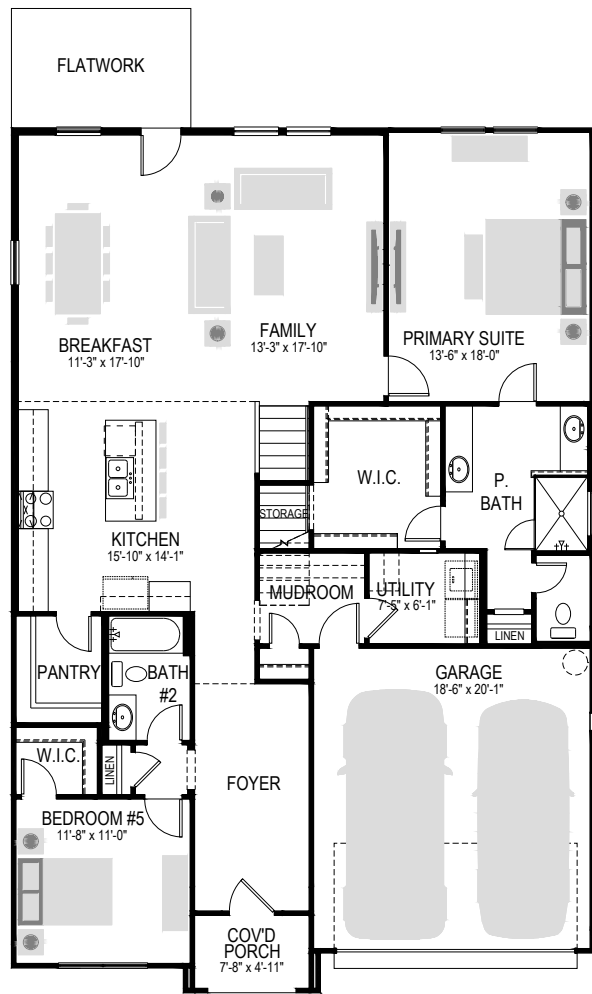 FLATWORK
BREAKFAST
11'-3" x 17'-10"
FAMILY
13'-3" x 17'-10"
PRIMARY SUITE
13'-6" x 18'-0"
W.I.C.
P.
BATH
STORAGE
KITCHEN
15'-10" x 14'-1"
MUDROOM
UTILITY
7'-5" x 6'-1"
LINEN
PANTRY
BATH
#2
GARAGE
18'-6" x 20'-1"
W.I.C.
LINEN
FOYER
BEDROOM #5
11'-8" x 11'-0"
COV'D
PORCH
7'-8" x 4'-11"